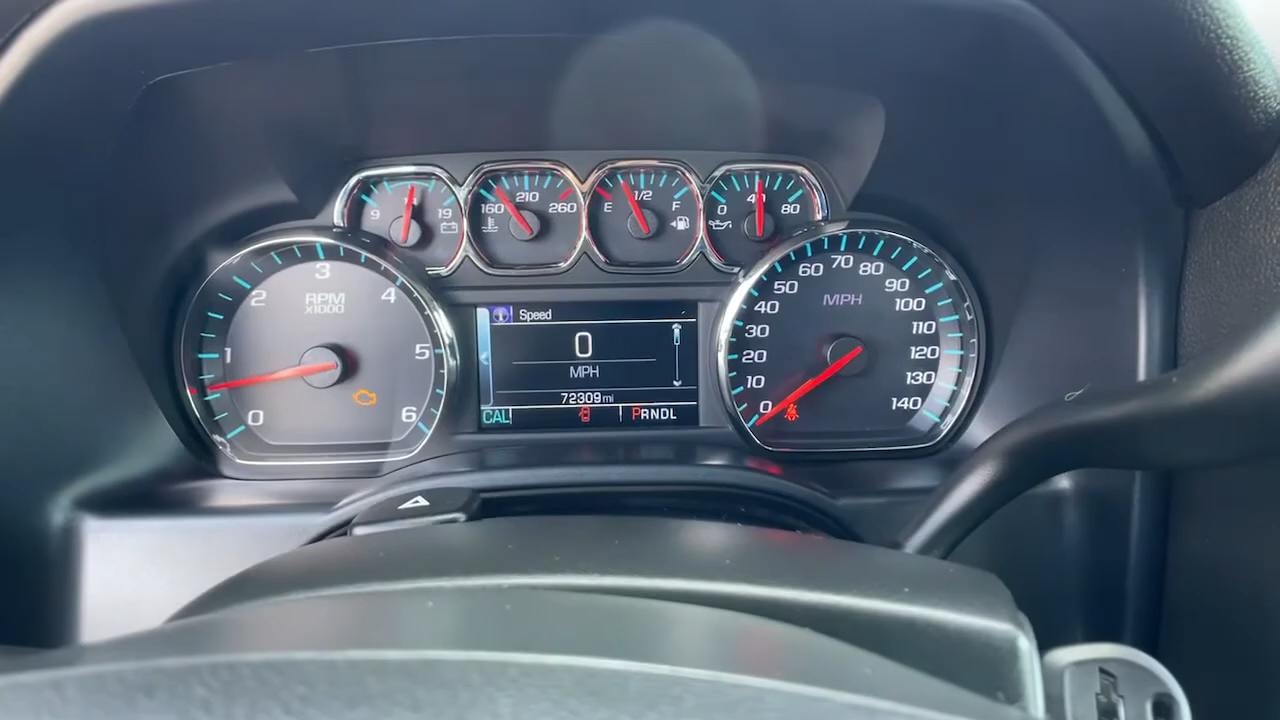 9 19
160 210 260
E 1/2 F
0 40 80
0 1 2 3 4 5 6
RPM
X1000
Speed
0
MPH
72309 mi
CAL PRNDL
0 10 20 30 40 50 60 70 80 90 100 110 120 130 140
MPH